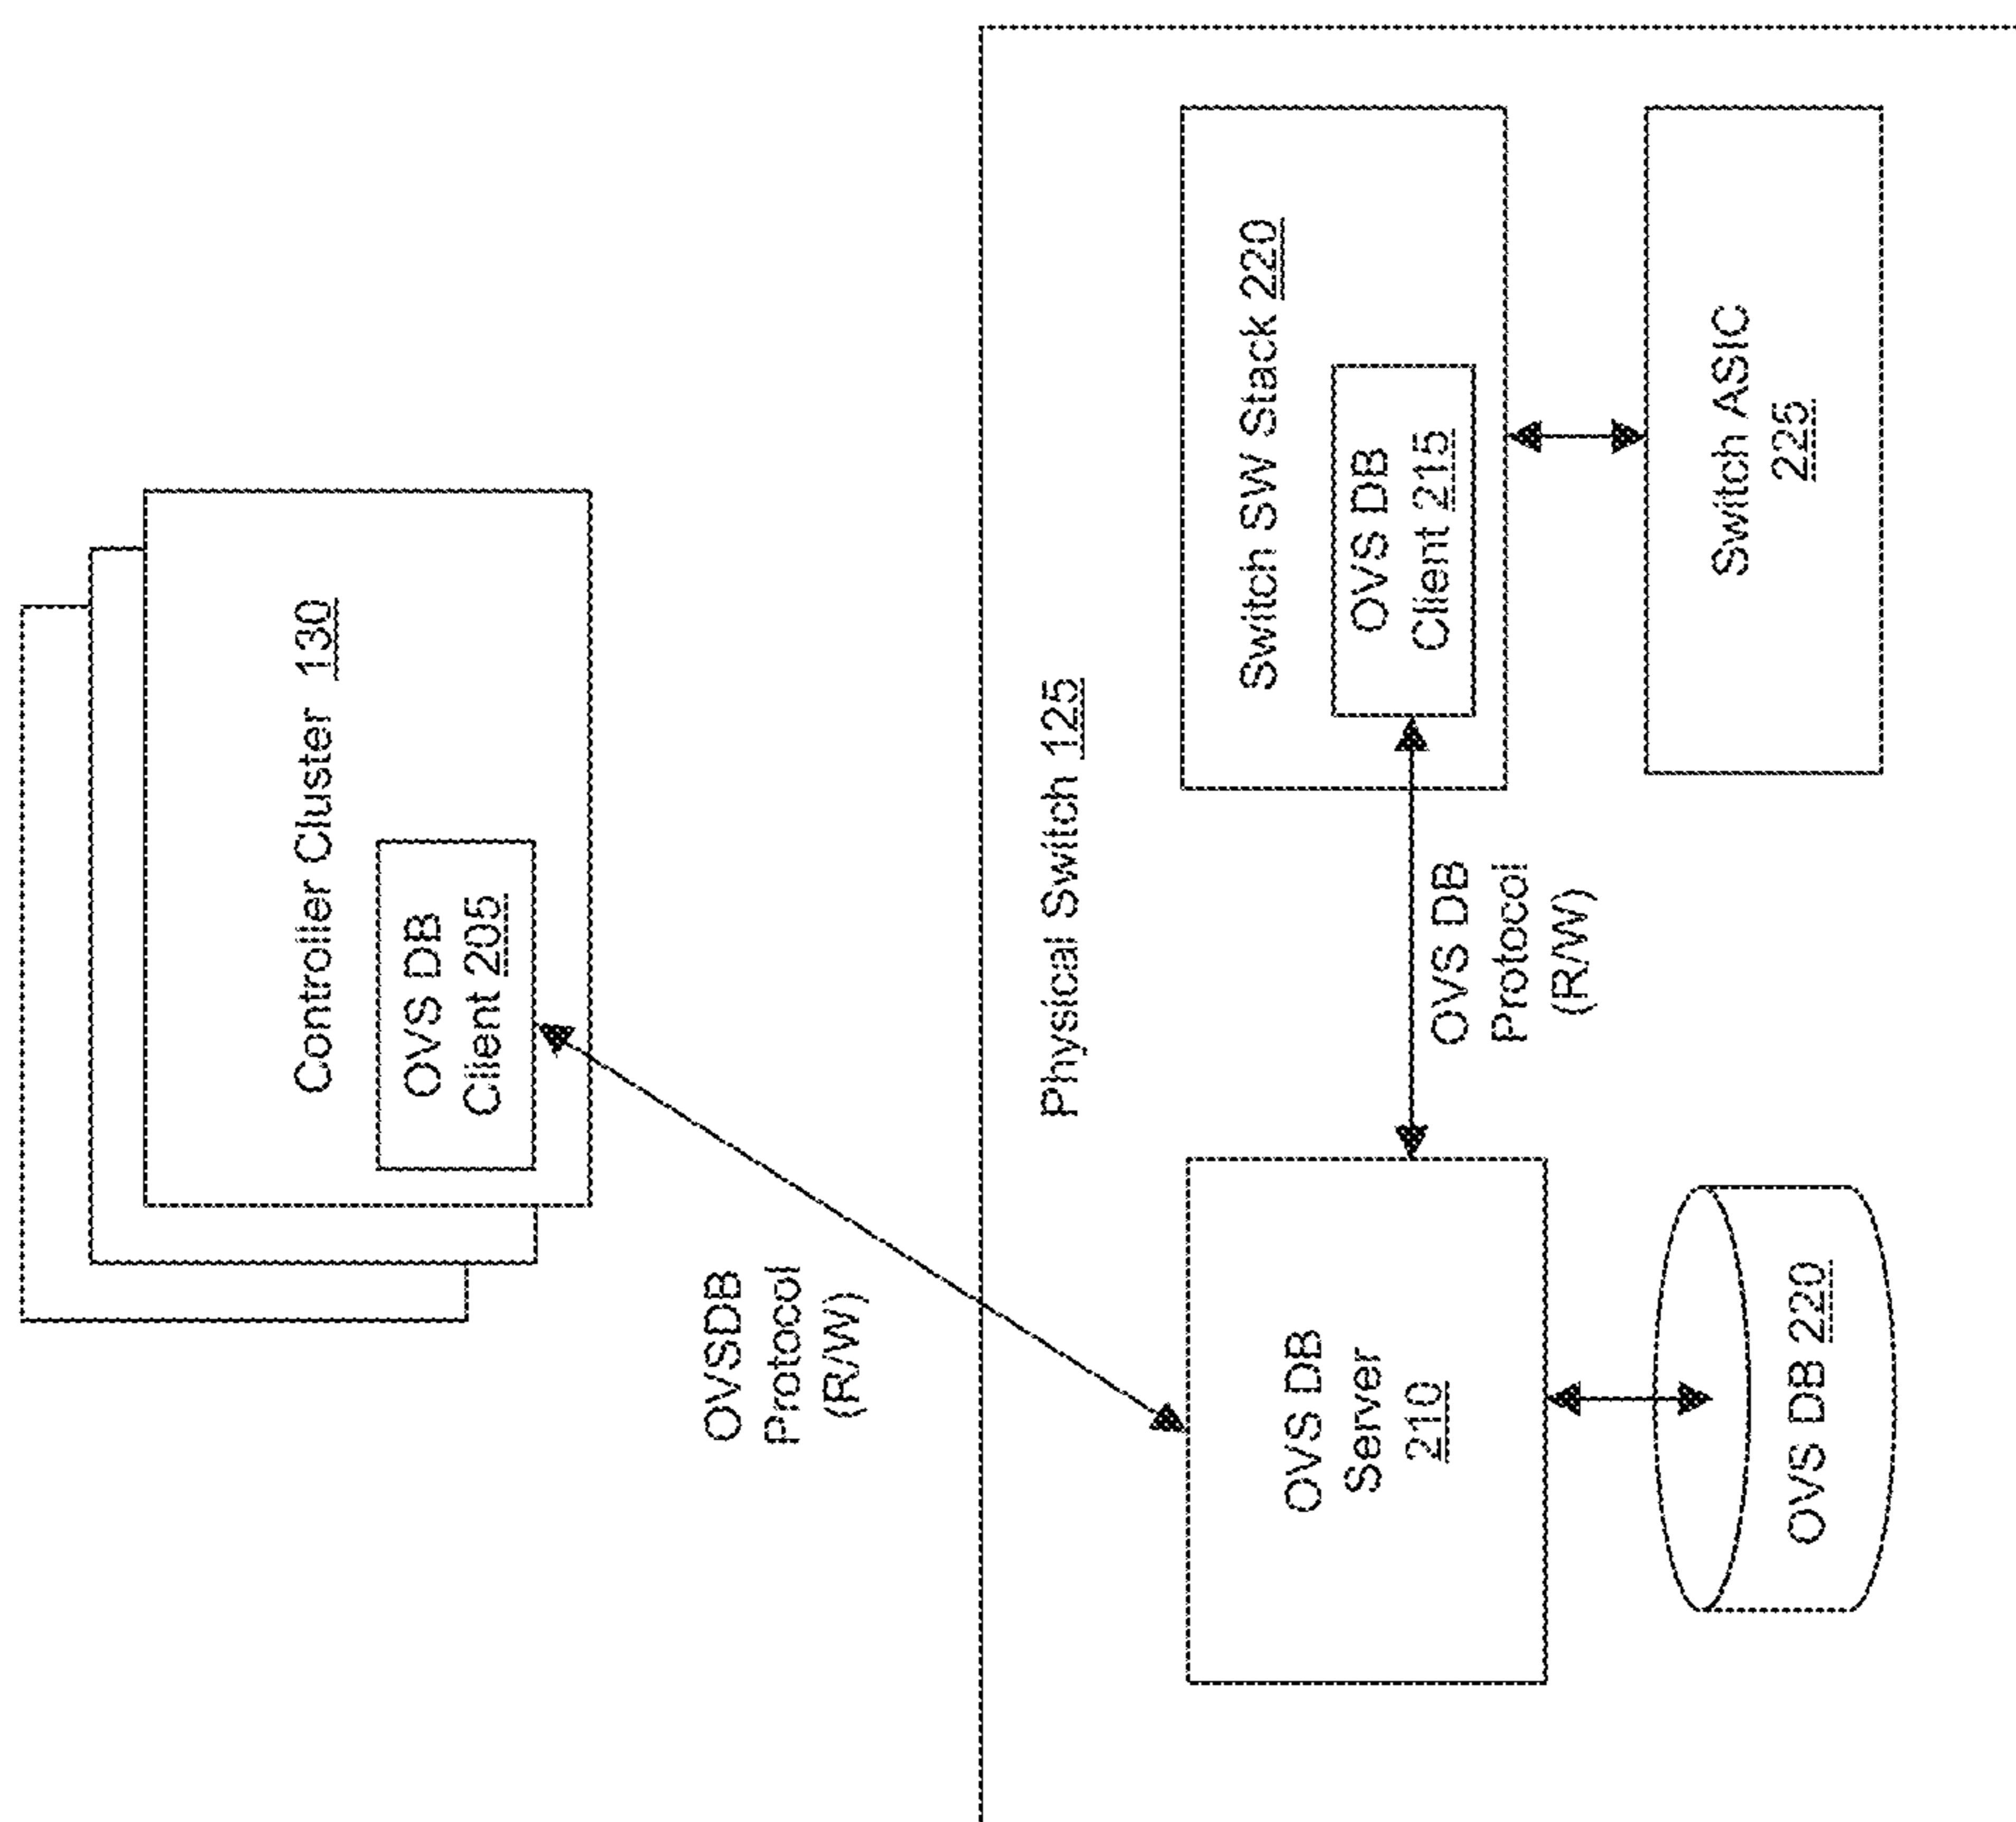 Controller Cluster 130
OVS DB
Client 205
OVSDB
Protocol
(R/W)
Physical Switch 125
OVS DB
Server
210
OVS DB
Protocol
(R/W)
Switch SW Stack 220
OVS DB
Client 215
OVS DB 220
Switch ASIC
225